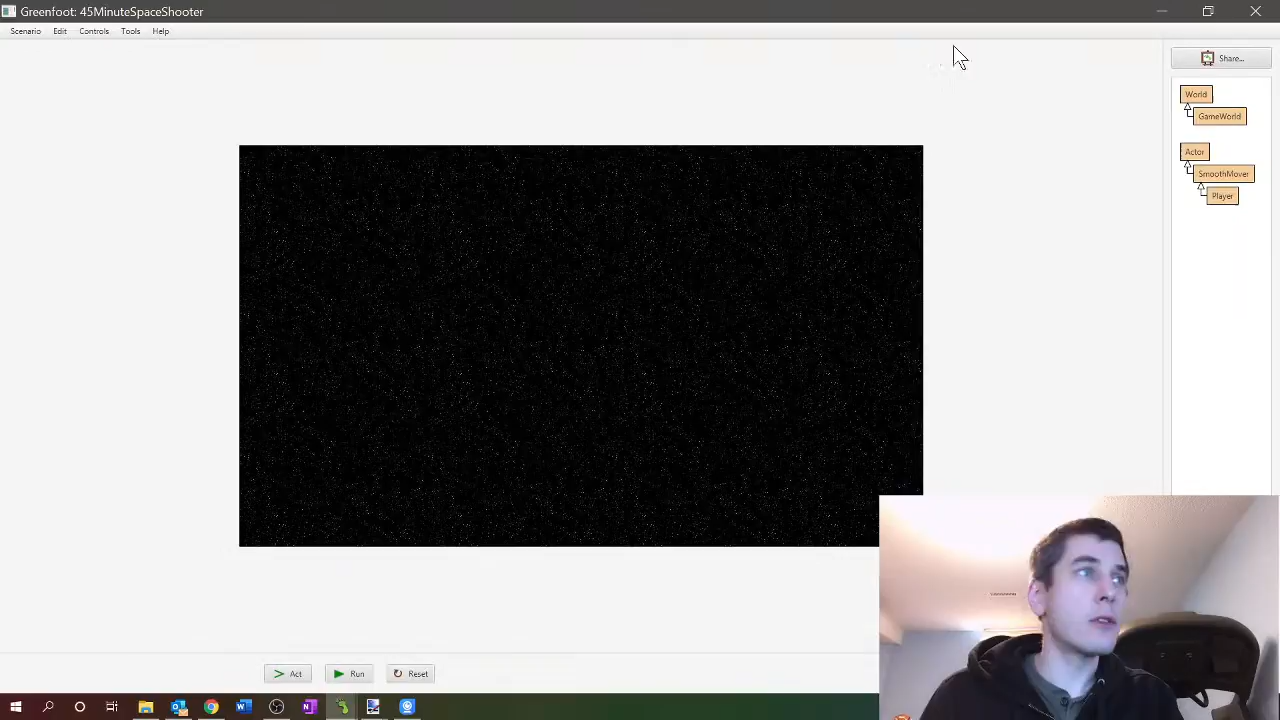 Greenfoot: 45MinuteSpaceShooter
Scenario Edit Controls Tools Help
Share...
World
GameWorld
Actor
SmoothMover
Player
Act Run Reset